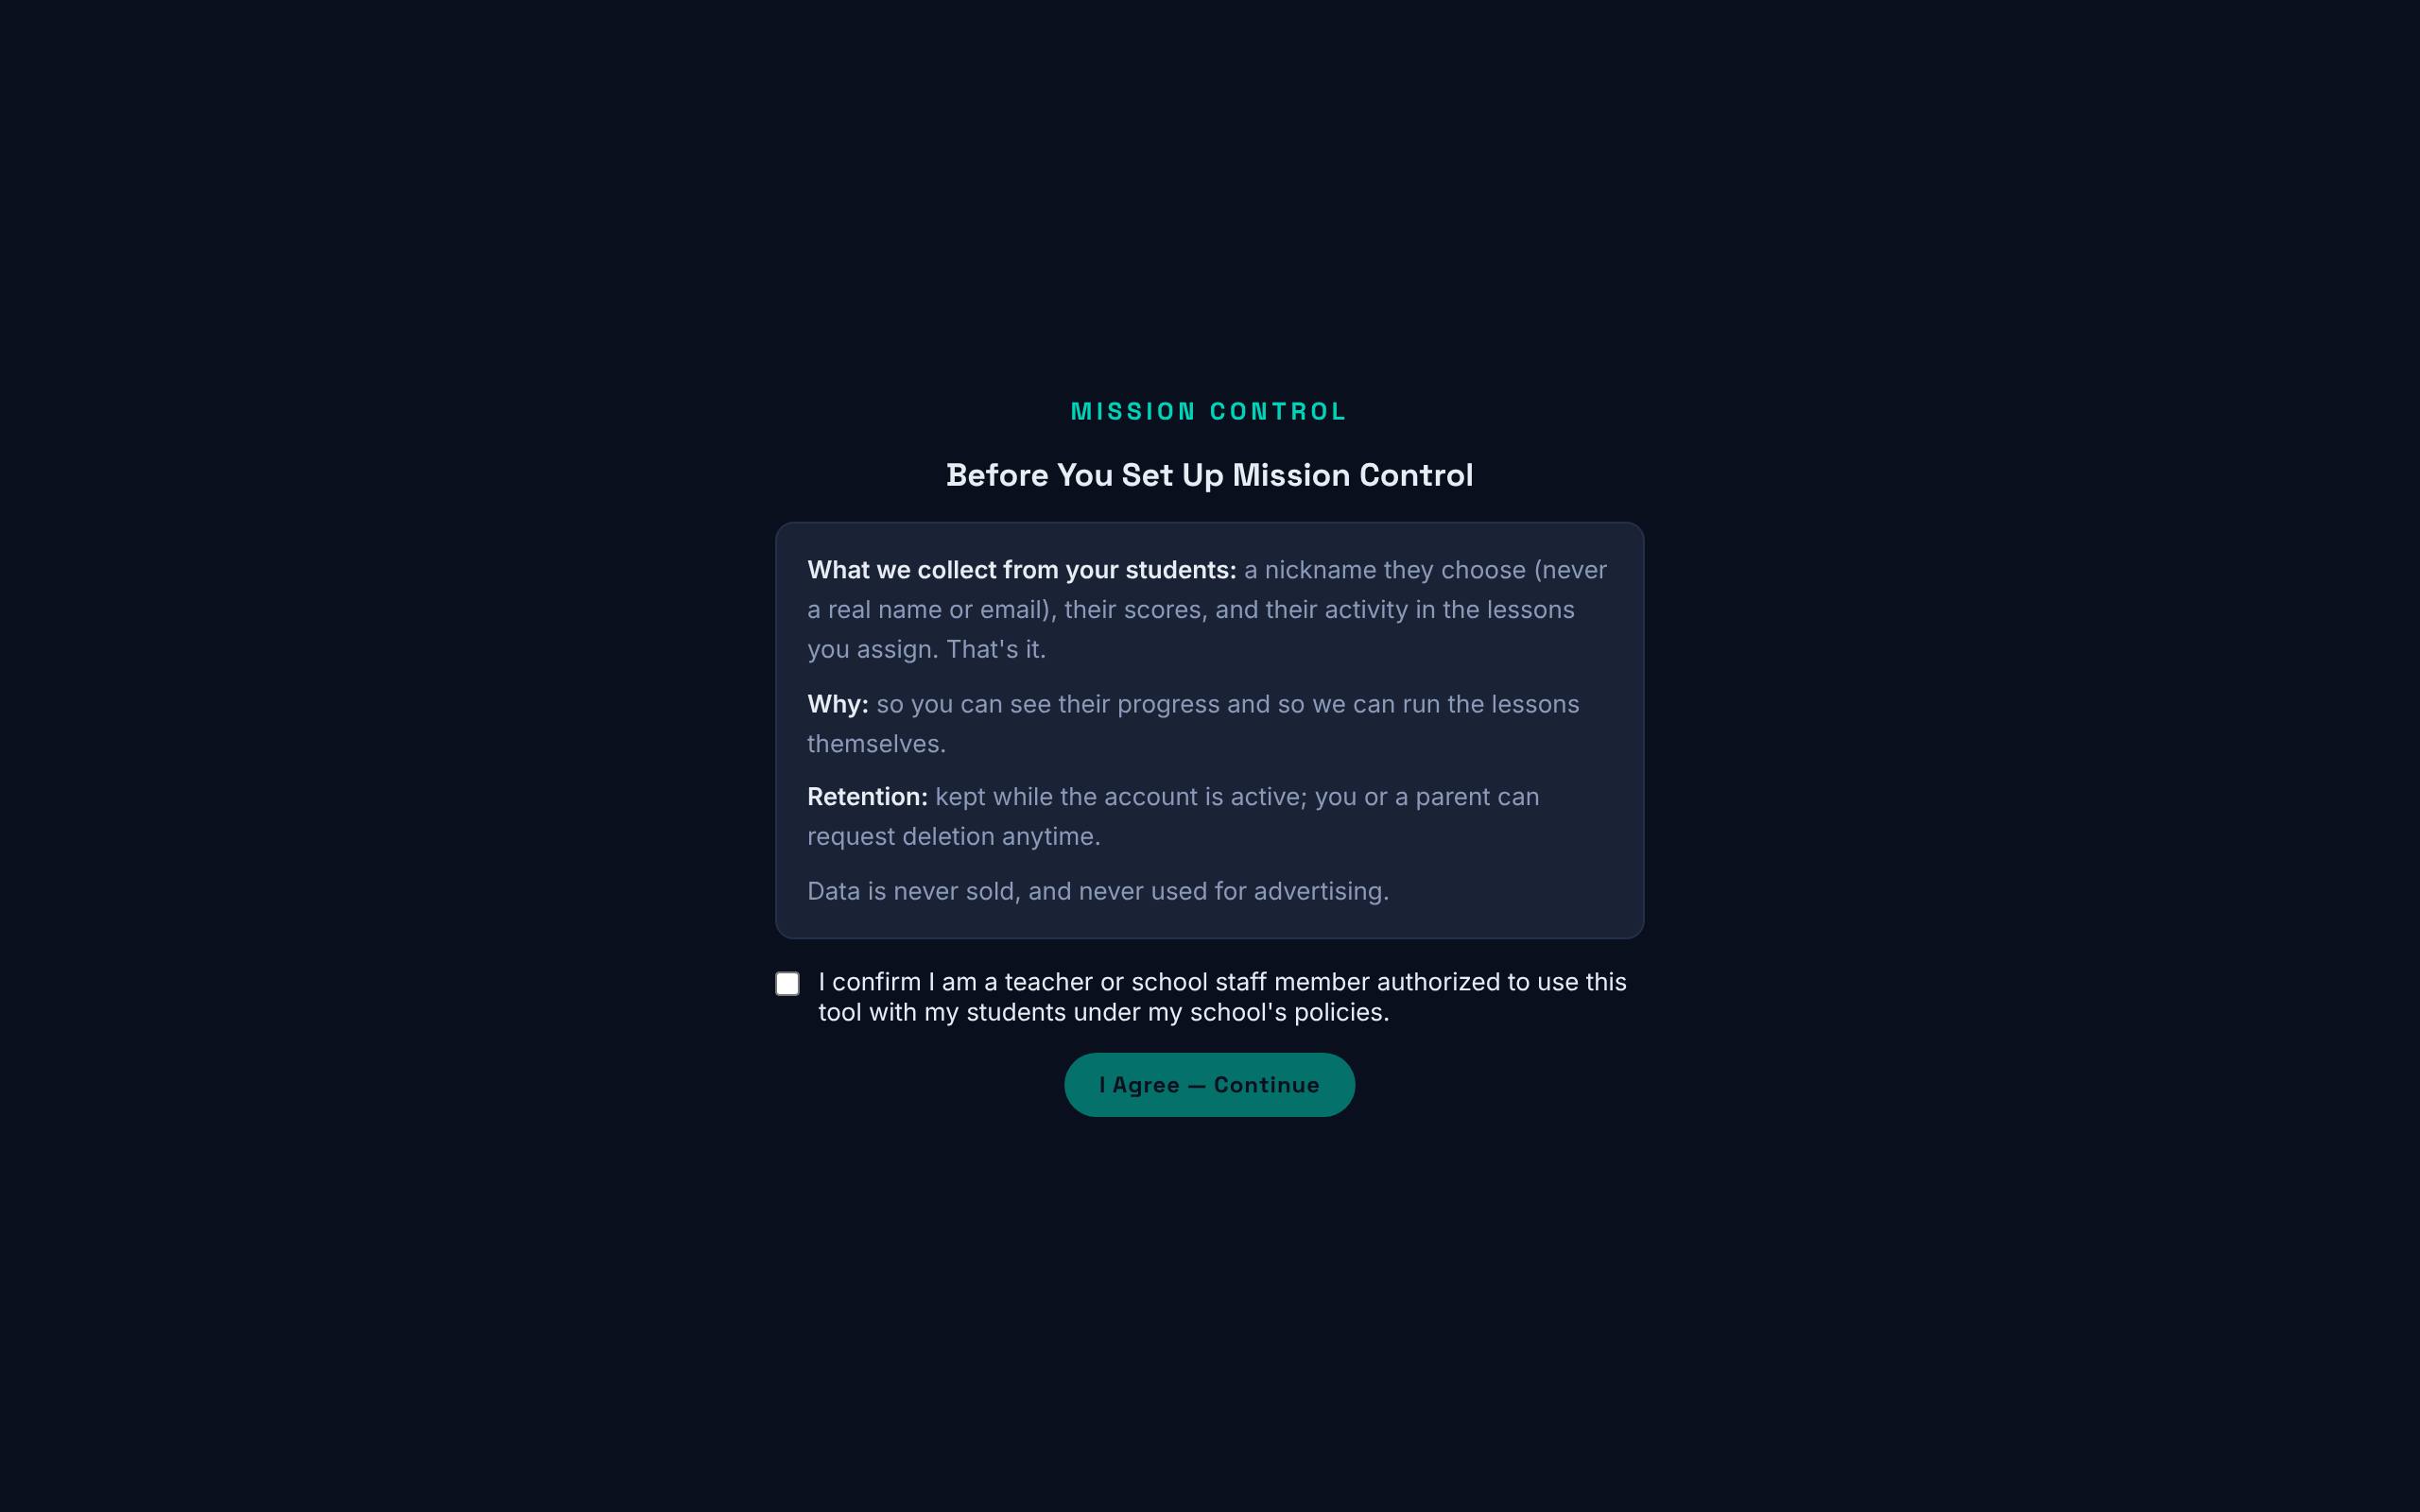 MISSION CONTROL
Before You Set Up Mission Control
What we collect from your students: a nickname they choose (never
a real name or email), their scores, and their activity in the lessons
you assign. That's it.
Why: so you can see their progress and so we can run the lessons
themselves.
Retention: kept while the account is active; you or a parent can
request deletion anytime.
Data is never sold, and never used for advertising.
I confirm I am a teacher or school staff member authorized to use this
tool with my students under my school's policies.
I Agree — Continue